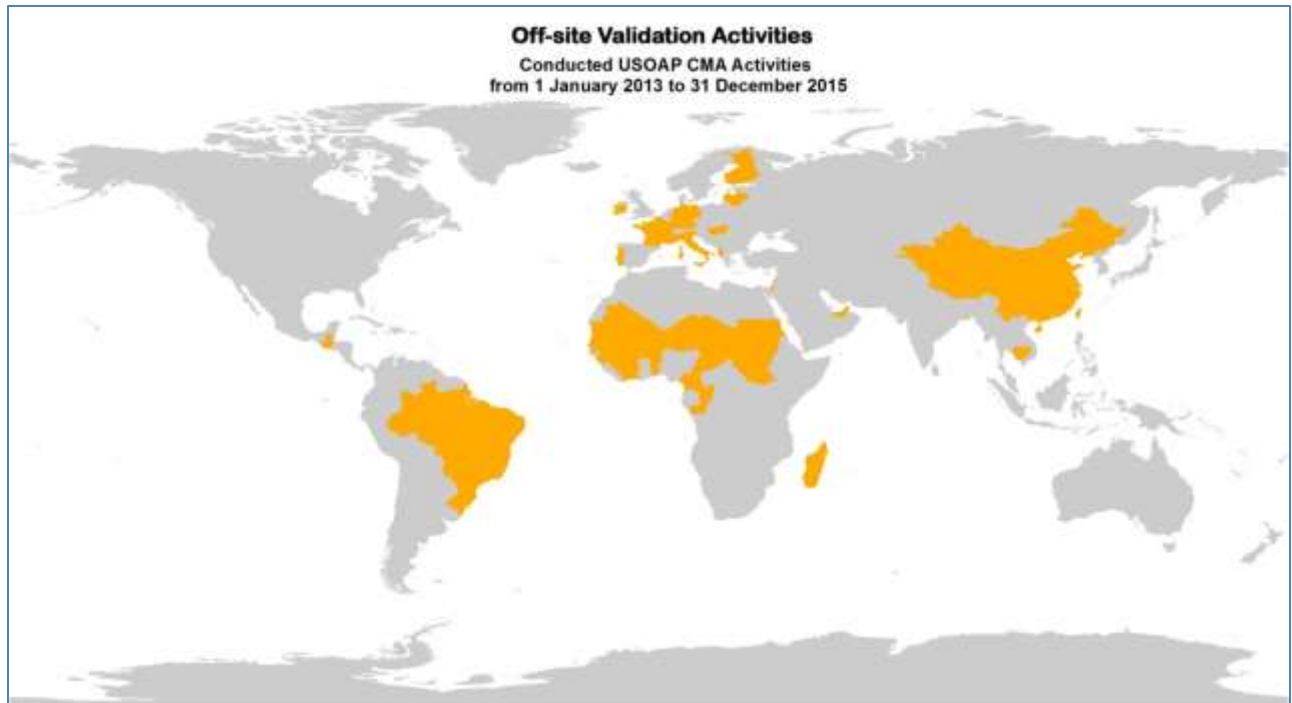 Off-site Validation Activities
Conducted USOAP CMA Activities
from 1 January 2013 to 31 December 2015